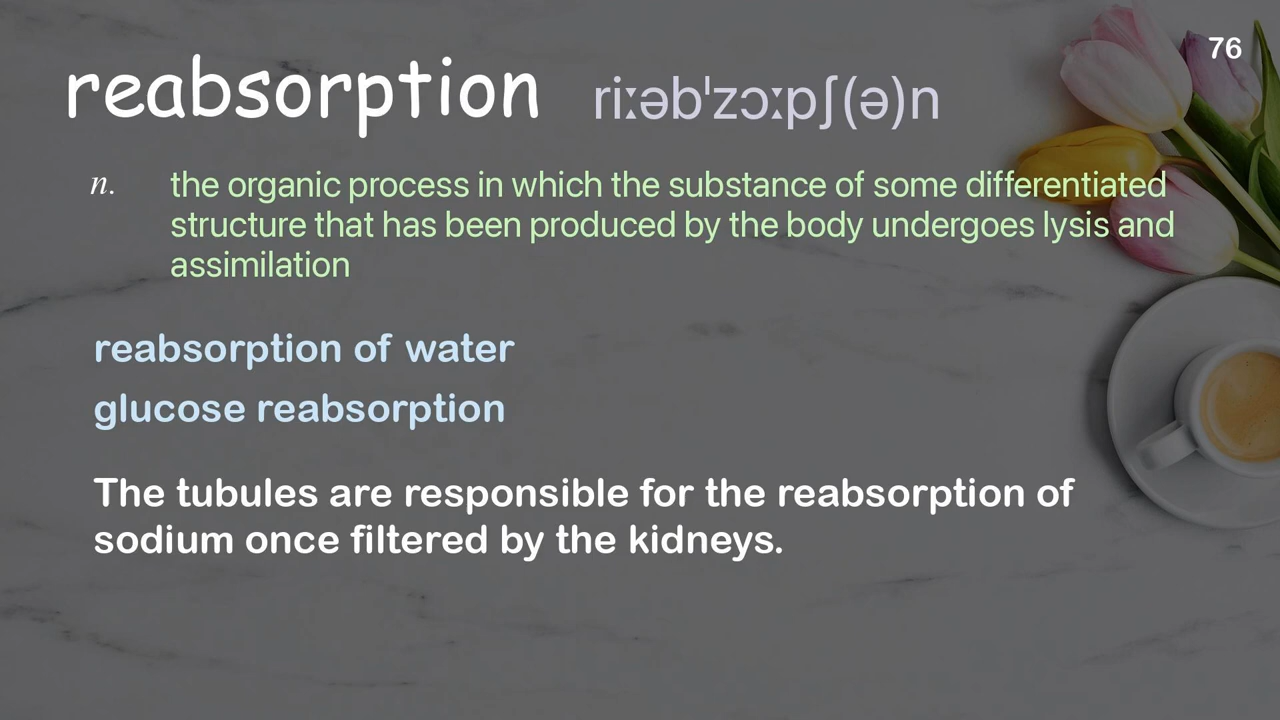 76
reabsorption riːəbˈzɔːpʃ(ə)n
n. the organic process in which the substance of some differentiated
structure that has been produced by the body undergoes lysis and
assimilation
reabsorption of water
glucose reabsorption
The tubules are responsible for the reabsorption of
sodium once filtered by the kidneys.